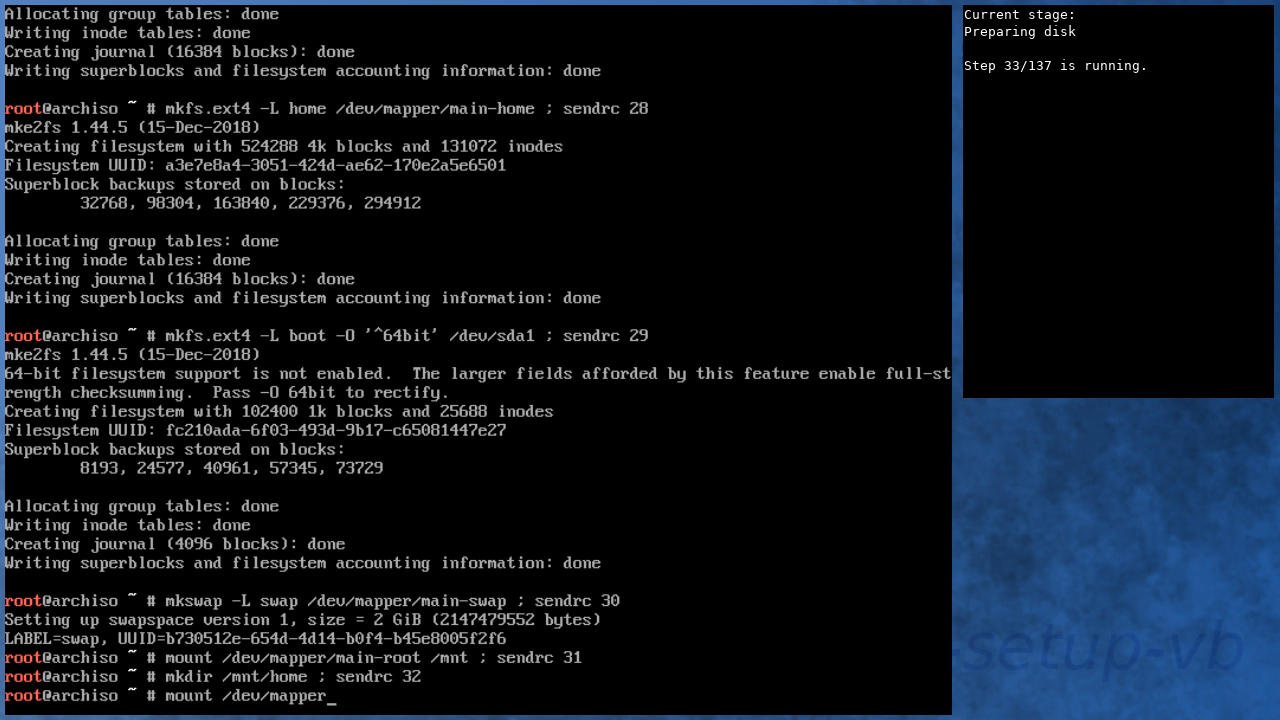 Allocating group tables: done
Writing inode tables: done
Creating journal (16384 blocks): done
Writing superblocks and filesystem accounting information: done
root@archiso ~ # mkfs.ext4 -L home /dev/mapper/main-home ; sendrc 28
mke2fs 1.44.5 (15-Dec-2018)
Creating filesystem with 524288 4k blocks and 131072 inodes
Filesystem UUID: a3e7e8a4-3051-424d-ae62-170e2a5e6501
Superblock backups stored on blocks:
32768, 98304, 163840, 229376, 294912
Allocating group tables: done
Writing inode tables: done
Creating journal (16384 blocks): done
Writing superblocks and filesystem accounting information: done
root@archiso ~ # mkfs.ext4 -L boot -O '^64bit' /dev/sda1 ; sendrc 29
mke2fs 1.44.5 (15-Dec-2018)
64-bit filesystem support is not enabled.  The larger fields afforded by this feature enable full-st
rength checksumming.  Pass -O 64bit to rectify.
Creating filesystem with 102400 1k blocks and 25688 inodes
Filesystem UUID: fc210ada-6f03-493d-9b17-c65081447e27
Superblock backups stored on blocks:
8193, 24577, 40961, 57345, 73729
Allocating group tables: done
Writing inode tables: done
Creating journal (4096 blocks): done
Writing superblocks and filesystem accounting information: done
root@archiso ~ # mkswap -L swap /dev/mapper/main-swap ; sendrc 30
Setting up swapspace version 1, size = 2 GiB (2147479552 bytes)
LABEL=swap, UUID=b730512e-654d-4d14-b0f4-b45e8005f2f6
root@archiso ~ # mount /dev/mapper/main-root /mnt ; sendrc 31
root@archiso ~ # mkdir /mnt/home ; sendrc 32
root@archiso ~ # mount /dev/mapper_
Current stage:
Preparing disk
Step 33/137 is running.
-setup-vb